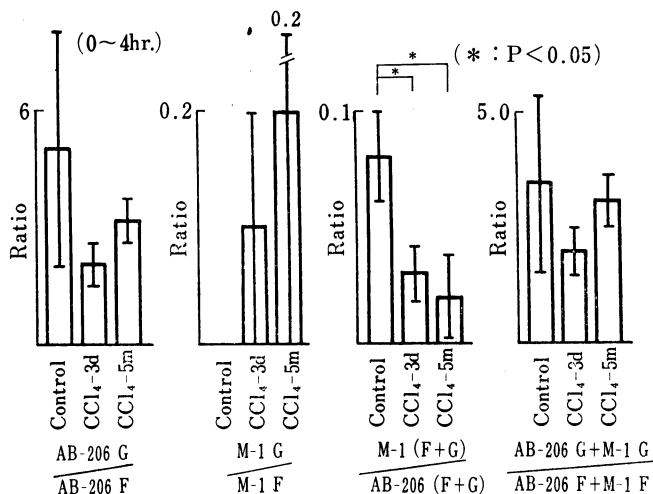 0.2
(0~4hr.)
* (*:P<0.05)
*
6
0.2
0.1
5.0
Ratio
Ratio
Ratio
Ratio
Control
CCl₄-3d
CCl₄-5m
Control
CCl₄-3d
CCl₄-5m
Control
CCl₄-3d
CCl₄-5m
Control
CCl₄-3d
CCl₄-5m
AB-206 G
AB-206 F
M-1 G
M-1 F
M-1 (F+G)
AB-206 (F+G)
AB-206 G+M-1 G
AB-206 F+M-1 F